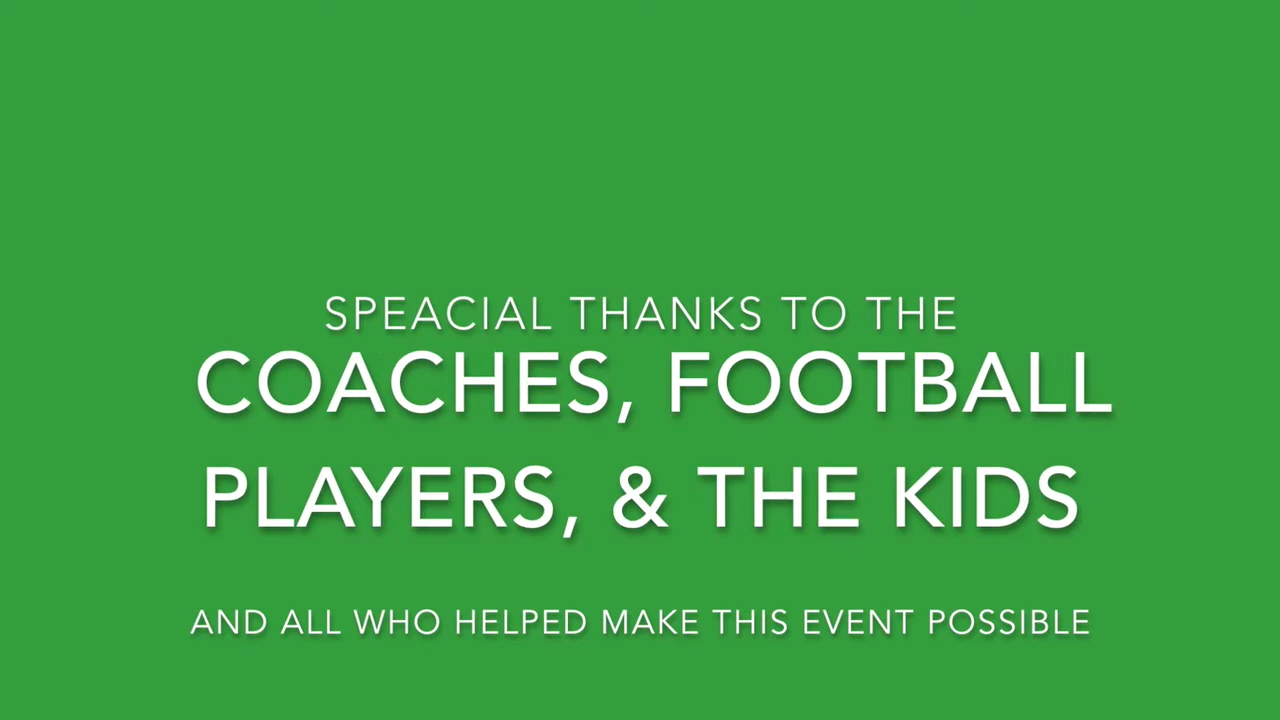 SPEACIAL THANKS TO THE
COACHES, FOOTBALL
PLAYERS, & THE KIDS
AND ALL WHO HELPED MAKE THIS EVENT POSSIBLE